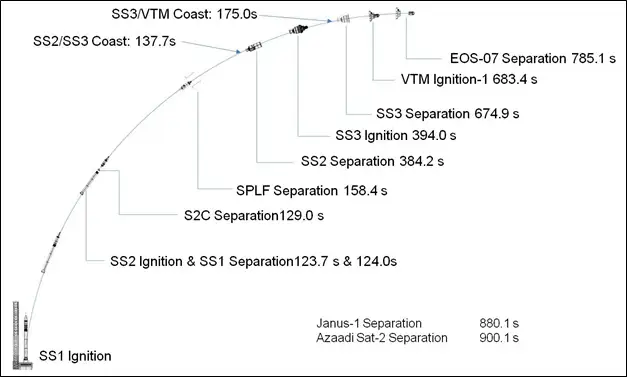 SS3/VTM Coast: 175.0s
SS2/SS3 Coast: 137.7s
EOS-07 Separation 785.1 s
VTM Ignition-1 683.4 s
SS3 Separation 674.9 s
SS3 Ignition 394.0 s
SS2 Separation 384.2 s
SPLF Separation 158.4 s
S2C Separation129.0 s
SS2 Ignition & SS1 Separation123.7 s & 124.0s
Janus-1 Separation 880.1 s
Azaadi Sat-2 Separation 900.1 s
SS1 Ignition